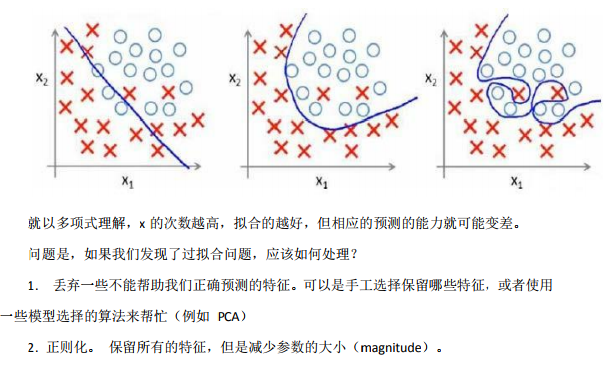 X₂ X₂ X₂
X₁ X₁ X₁
就以多项式理解，x 的次数越高，拟合的越好，但相应的预测的能力就可能变差。
问题是，如果我们发现了过拟合问题，应该如何处理？
1. 丢弃一些不能帮助我们正确预测的特征。可以是手工选择保留哪些特征，或者使用
一些模型选择的算法来帮忙（例如 PCA）
2. 正则化。 保留所有的特征，但是减少参数的大小（magnitude）。